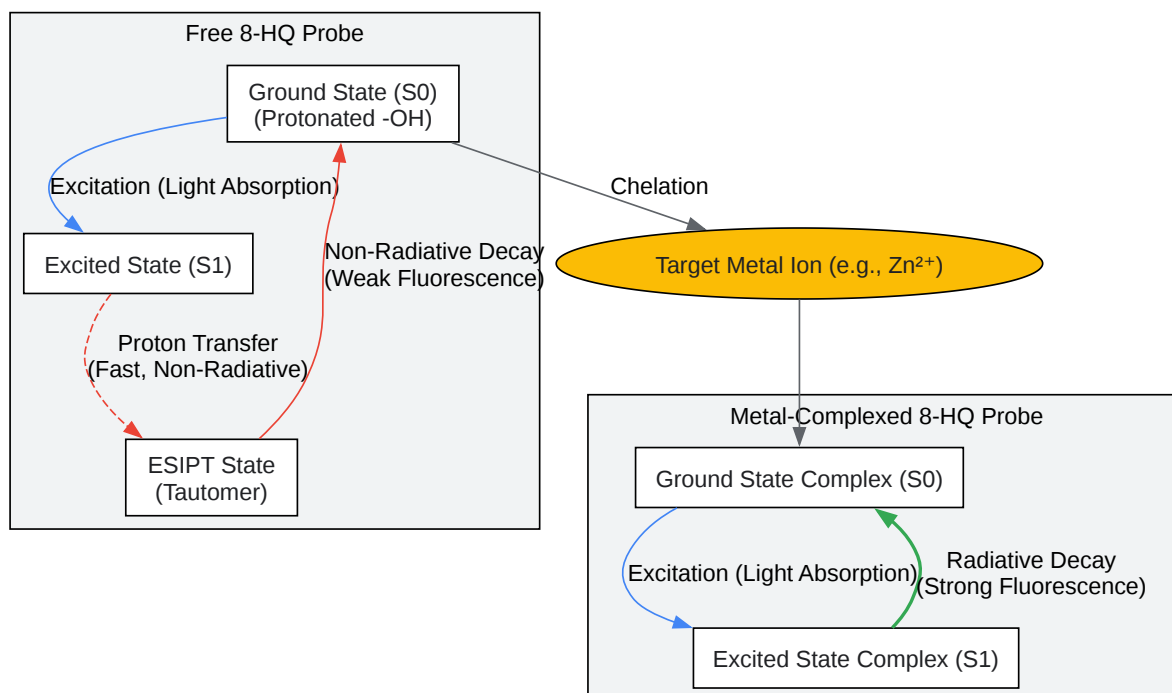 Free 8-HQ Probe
Ground State (S0)
(Protonated -OH)
Excitation (Light Absorption)
Chelation
Excited State (S1)
Non-Radiative Decay
(Weak Fluorescence)
Target Metal Ion (e.g., Zn²⁺)
Proton Transfer
(Fast, Non-Radiative)
ESIPT State
(Tautomer)
Metal-Complexed 8-HQ Probe
Ground State Complex (S0)
Excitation (Light Absorption)
Radiative Decay
(Strong Fluorescence)
Excited State Complex (S1)